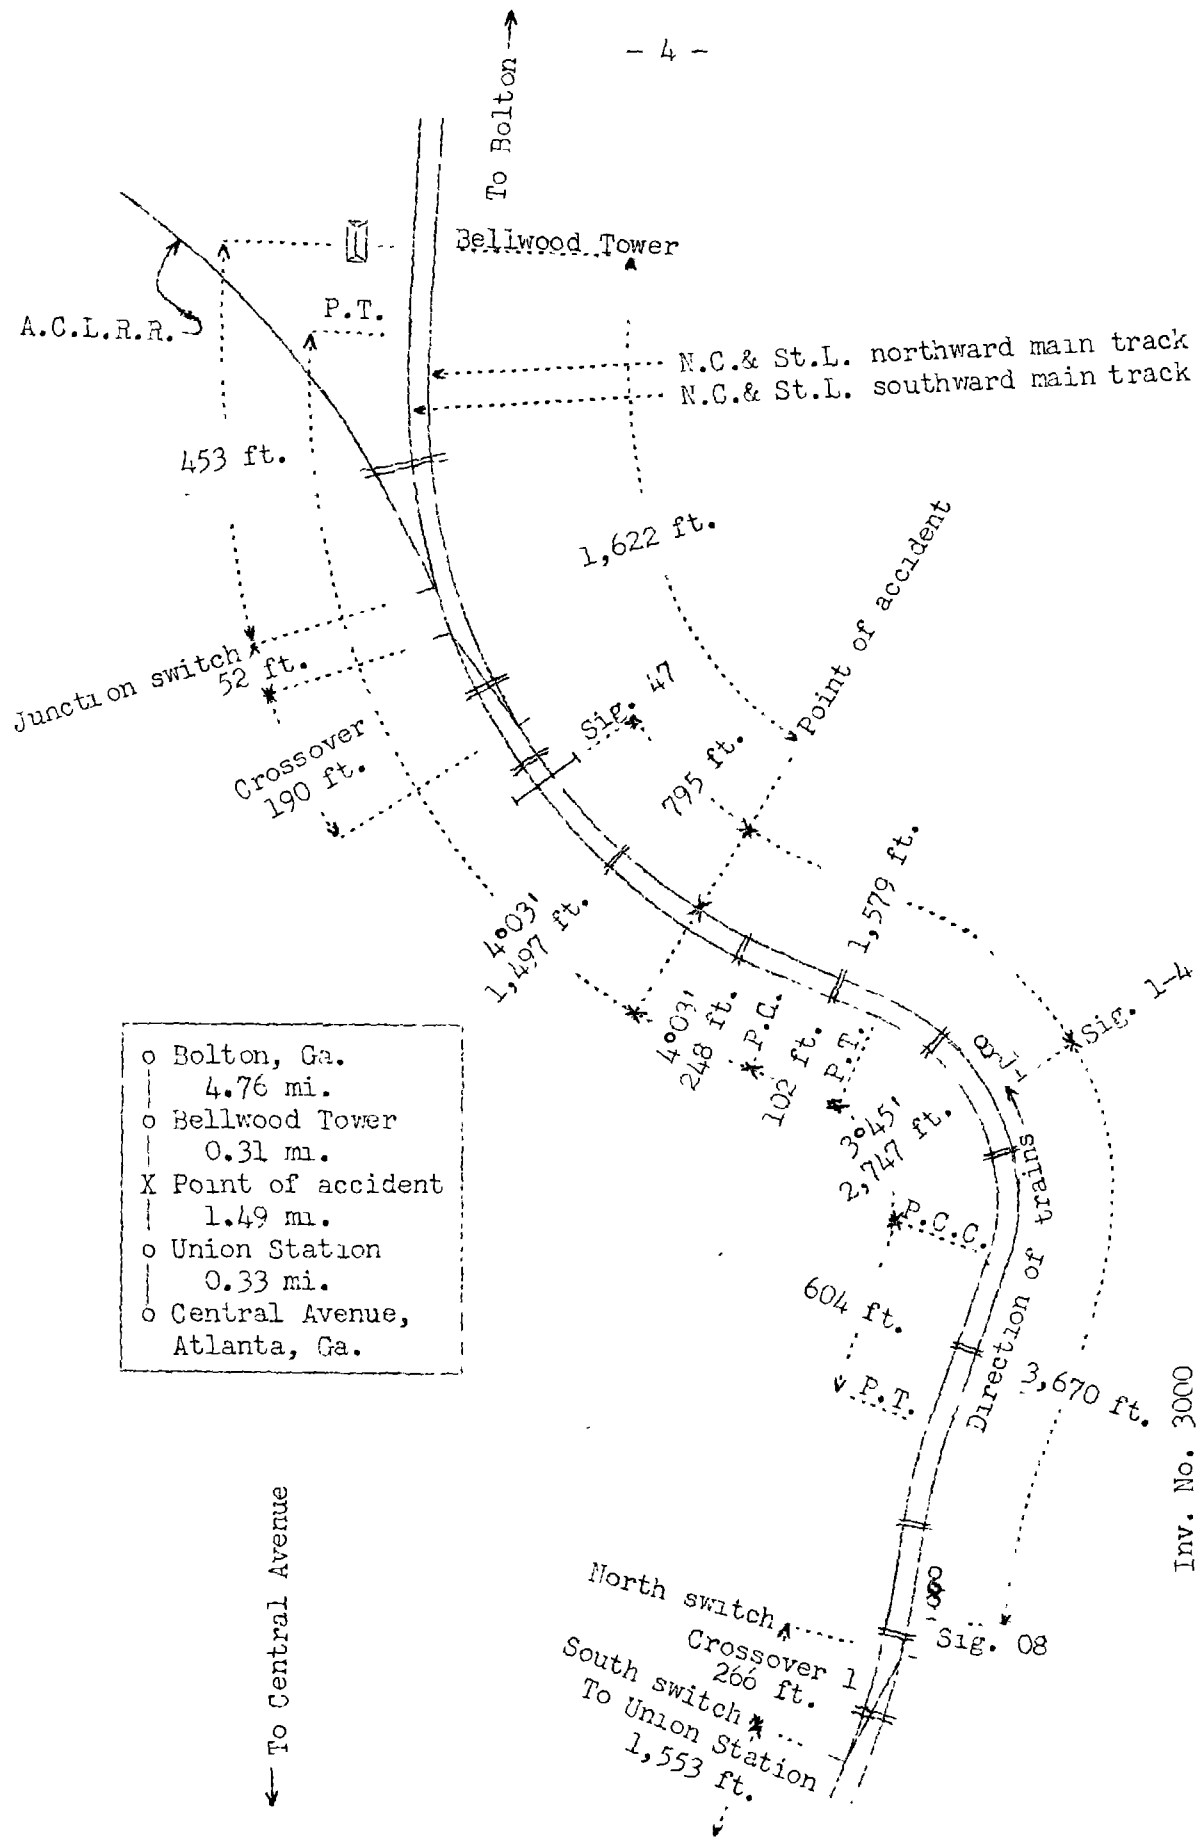 - 4 -
To Bolton
Bellwood Tower
A.C.L.R.R.
P.T.
N.C.& St.L. northward main track
N.C.& St.L. southward main track
453 ft.
1,622 ft.
Point of accident
Junction switch
52 ft.
Sig. 47
Crossover
190 ft.
795 ft.
1,579 ft.
4°03'
1,497 ft.
Sig. 1-4
4°03'
248 ft.
P.C.
102 ft.
P.T.
3°45'
2,747 ft.
P.C.C.
Direction of trains
604 ft.
P.T.
3,670 ft.
o Bolton, Ga.
4.76 mi.
o Bellwood Tower
0.31 mi.
X Point of accident
1.49 mi.
o Union Station
0.33 mi.
o Central Avenue,
Atlanta, Ga.
To Central Avenue
North switch
Sig. 08
Crossover 1
266 ft.
South switch
To Union Station
1,553 ft.
Inv. No. 3000